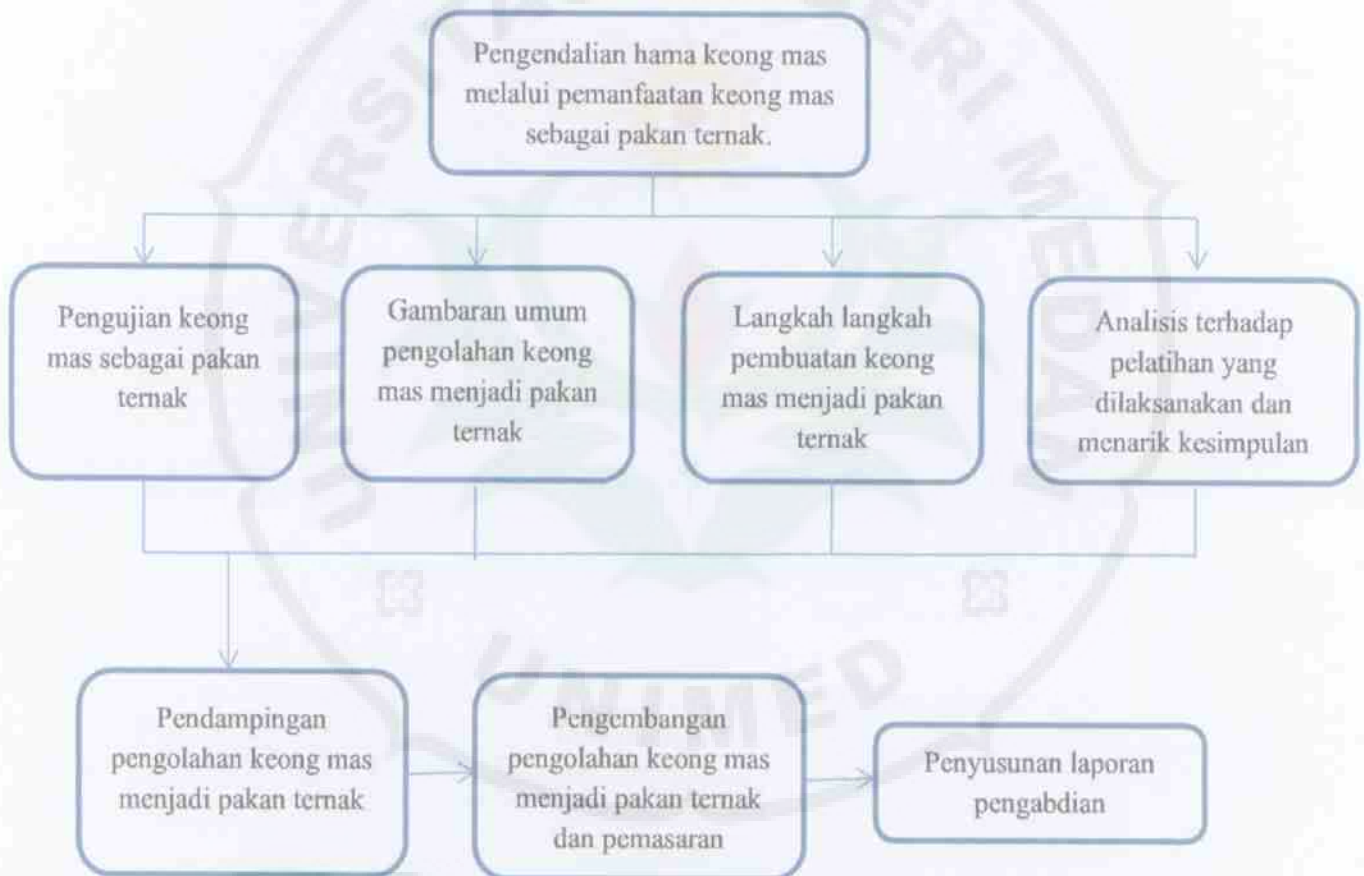 Pengendalian hama keong mas
melalui pemanfaatan keong mas
sebagai pakan ternak.
Pengujian keong
mas sebagai pakan
ternak
Gambaran umum
pengolahan keong
mas menjadi pakan
ternak
Langkah langkah
pembuatan keong
mas menjadi pakan
ternak
Analisis terhadap
pelatihan yang
dilaksanakan dan
menarik kesimpulan
Pendampingan
pengolahan keong mas
menjadi pakan ternak
Pengembangan
pengolahan keong mas
menjadi pakan ternak
dan pemasaran
Penyusunan laporan
pengabdian
UNIMED